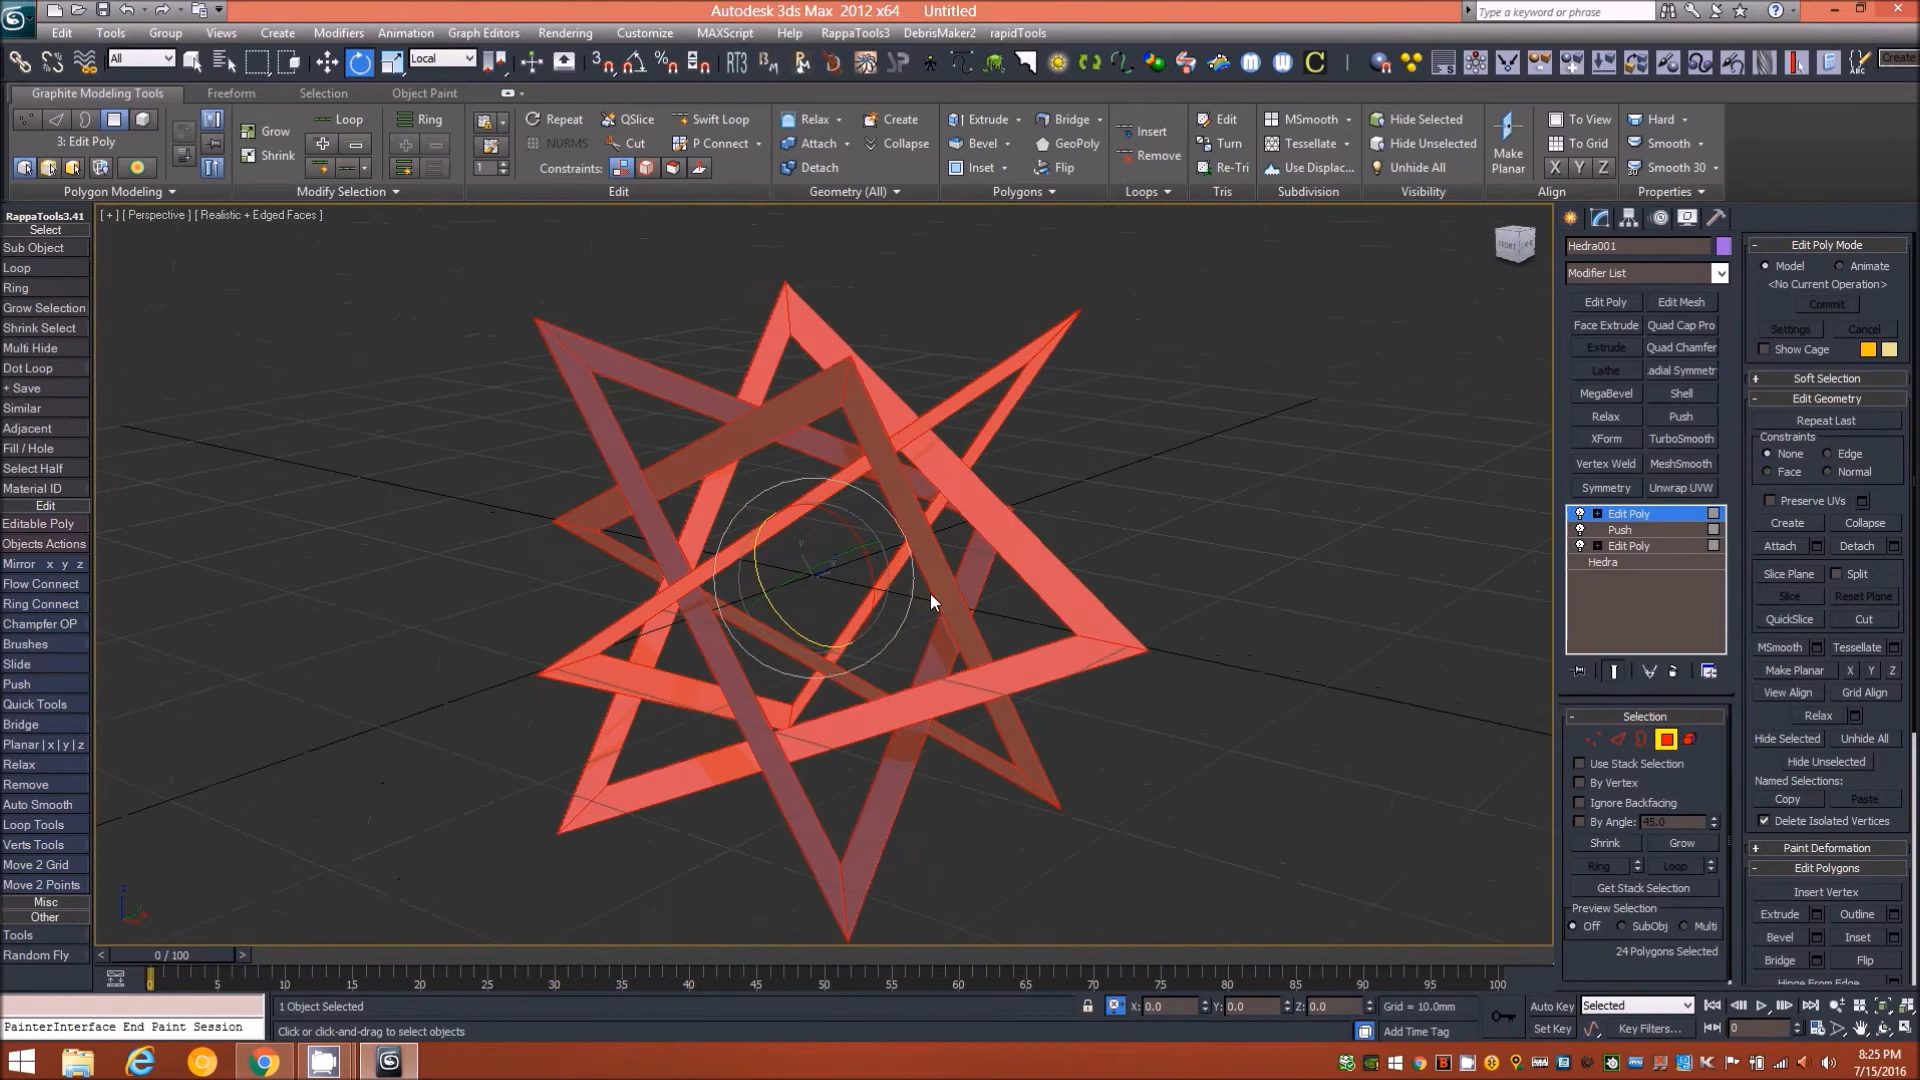 Autodesk 3ds Max 2012 x64 Untitled
Type a keyword or phrase
Edit Tools Group Views Create Modifiers Animation Graph Editors Rendering Customize MAXScript Help RappaTools3 DebrisMaker2 rapidTools
All Local Create
Graphite Modeling Tools Freeform Selection Object Paint
Loop Ring Repeat QSlice Swift Loop Relax Create Extrude Bridge Edit MSmooth Hide Selected To View Hard
3: Edit Poly Grow Shrink NURMS Cut P Connect Attach Collapse Bevel GeoPoly Insert Remove Turn Tessellate Hide Unselected Make Planar To Grid Smooth
1 Constraints: Detach Inset Flip Re-Tri Use Displac... Unhide All X Y Z Smooth 30
Polygon Modeling Modify Selection Edit Geometry (All) Polygons Loops Tris Subdivision Visibility Align Properties
RappaTools3.41
Select
Sub Object
Loop
Ring
Grow Selection
Shrink Select
Multi Hide
Dot Loop
+ Save
Similar
Adjacent
Fill / Hole
Select Half
Material ID
Edit
Editable Poly
Objects Actions
Mirror x y z
Flow Connect
Ring Connect
Champfer OP
Brushes
Slide
Push
Quick Tools
Bridge
Planar | x | y | z
Relax
Remove
Auto Smooth
Loop Tools
Verts Tools
Move 2 Grid
Move 2 Points
Misc
Other
Tools
Random Fly
[ + ] [ Perspective ] [ Realistic + Edged Faces ]
FRONT
Hedra001
Modifier List
Edit Poly Edit Mesh
Face Extrude Quad Cap Pro
Extrude Quad Chamfer
Lathe adial Symmetr
MegaBevel Shell
Relax Push
XForm TurboSmooth
Vertex Weld MeshSmooth
Symmetry Unwrap UVW
Edit Poly
Push
Edit Poly
Hedra
Selection
Use Stack Selection
By Vertex
Ignore Backfacing
By Angle: 45.0
Shrink Grow
Ring Loop
Get Stack Selection
Preview Selection
Off SubObj Multi
24 Polygons Selected
Edit Poly Mode
Model Animate
<No Current Operation>
Commit
Settings Cancel
Show Cage
Soft Selection
Edit Geometry
Repeat Last
Constraints
None Edge
Face Normal
Preserve UVs
Create Collapse
Attach Detach
Slice Plane Split
Slice Reset Plane
QuickSlice Cut
MSmooth Tessellate
Make Planar X Y Z
View Align Grid Align
Relax
Hide Selected Unhide All
Hide Unselected
Named Selections:
Copy Paste
Delete Isolated Vertices
Paint Deformation
Edit Polygons
Insert Vertex
Extrude Outline
Bevel Inset
Bridge Flip
Hinge From Edge
< 0 / 100 >
0 5 10 15 20 25 30 35 40 45 50 55 60 65 70 75 80 85 90 95 100
1 Object Selected X: 0.0 Y: 0.0 Z: 0.0 Grid = 10.0mm Auto Key Selected
PainterInterface End Paint Session Click or click-and-drag to select objects Add Time Tag Set Key Key Filters... 0
8:25 PM
7/15/2016